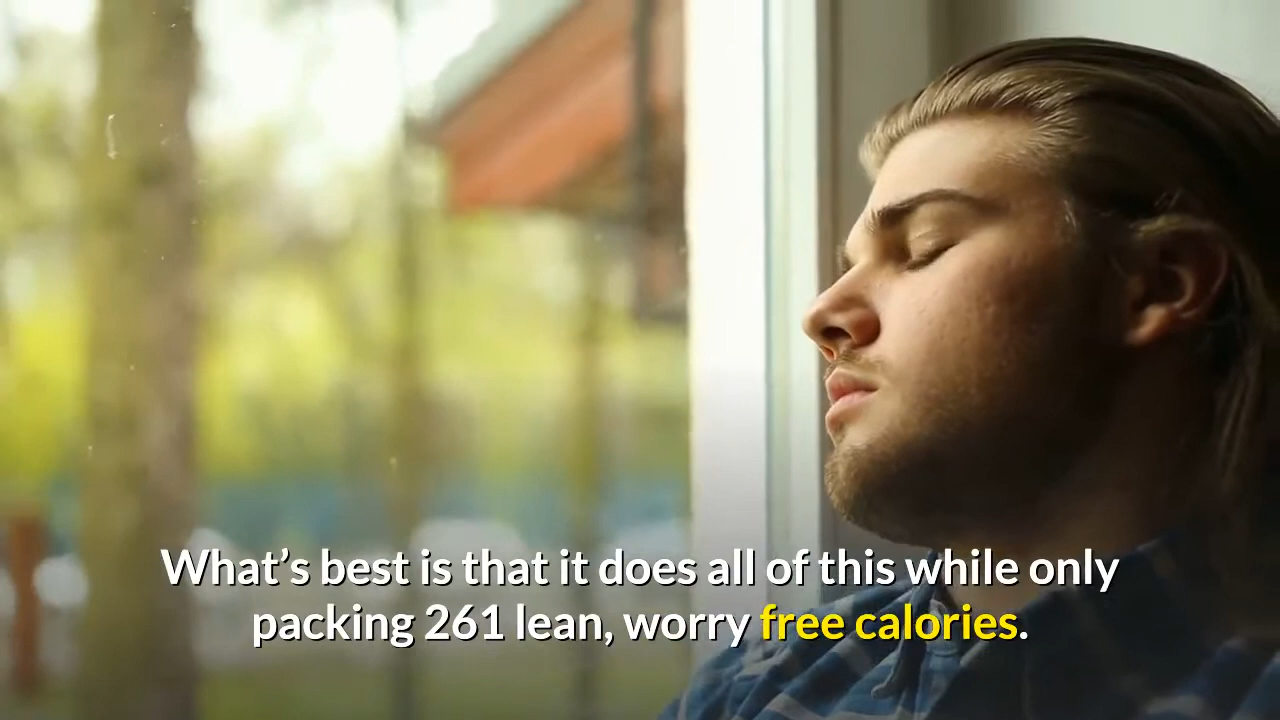 What’s best is that it does all of this while only
packing 261 lean, worry free calories.